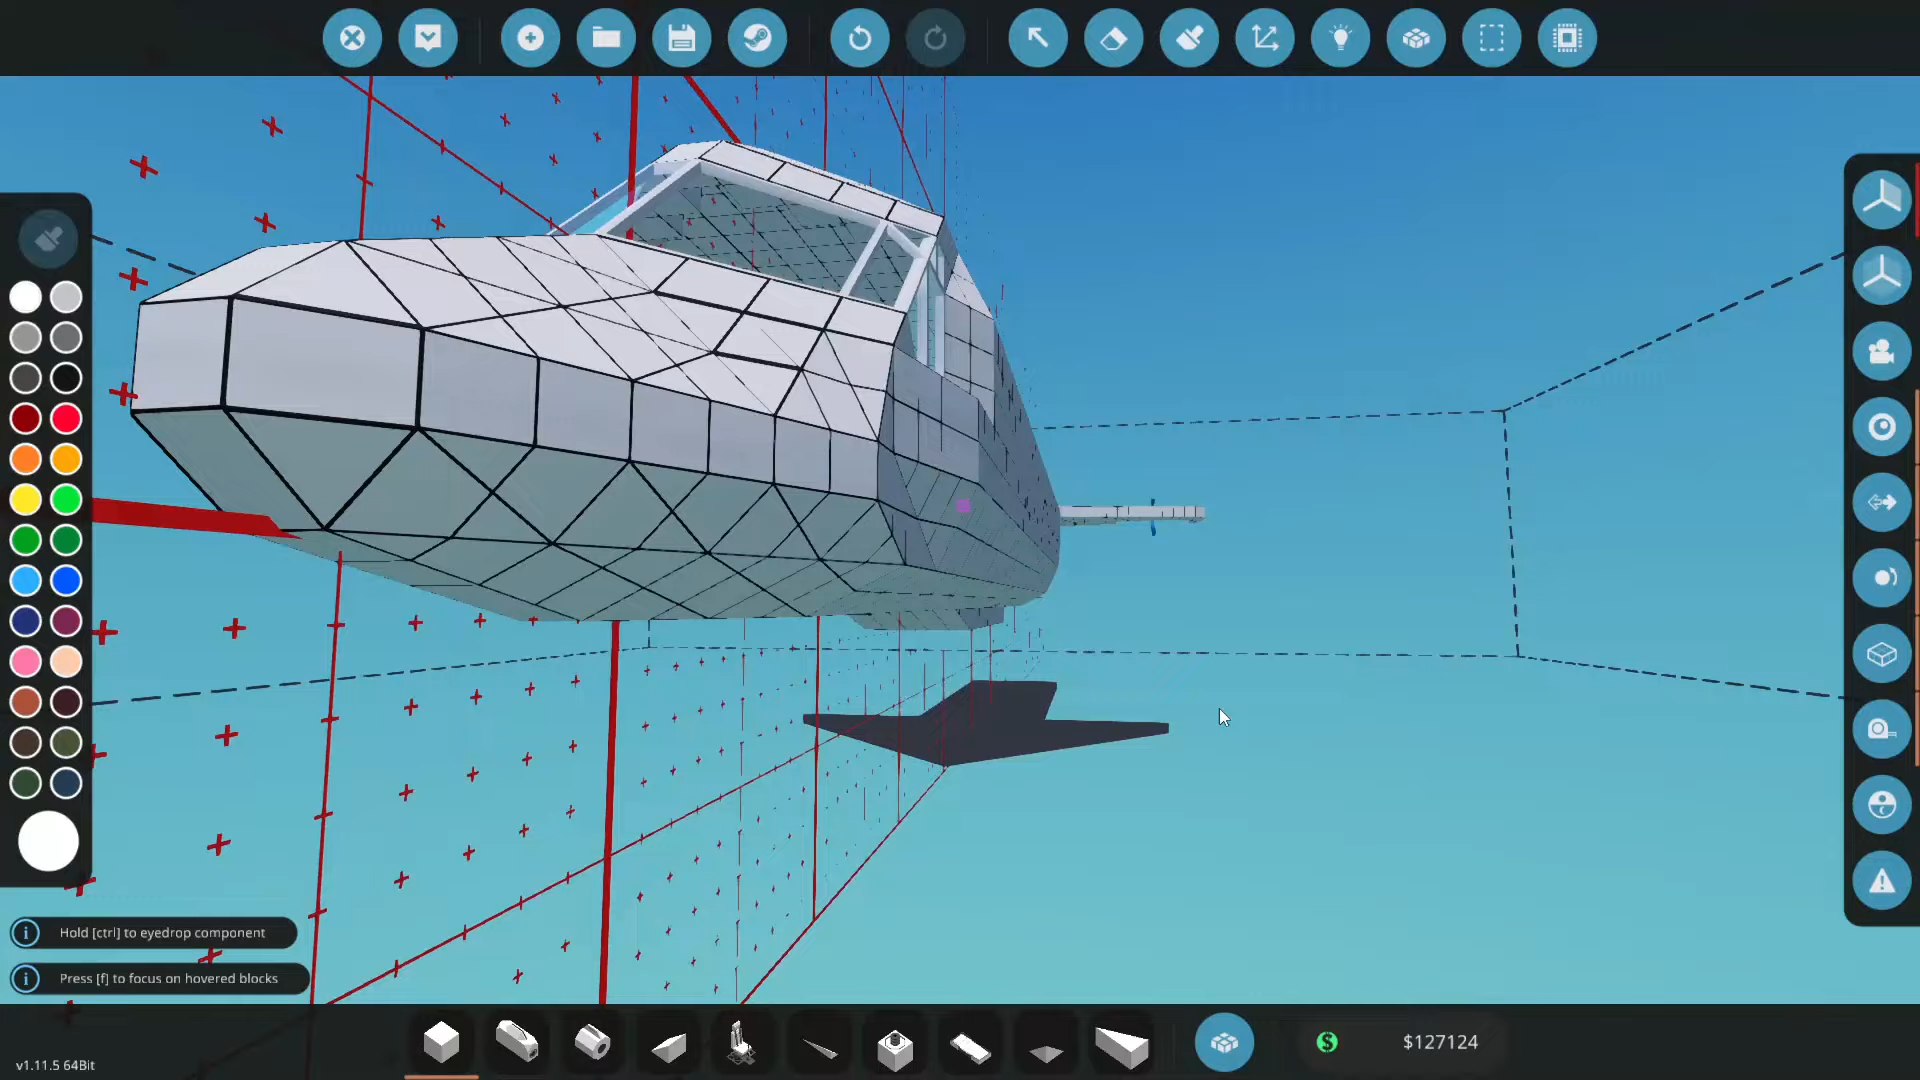 Hold [ctrl] to eyedrop component
Press [f] to focus on hovered blocks
v1.11.5 64Bit
$
$127124